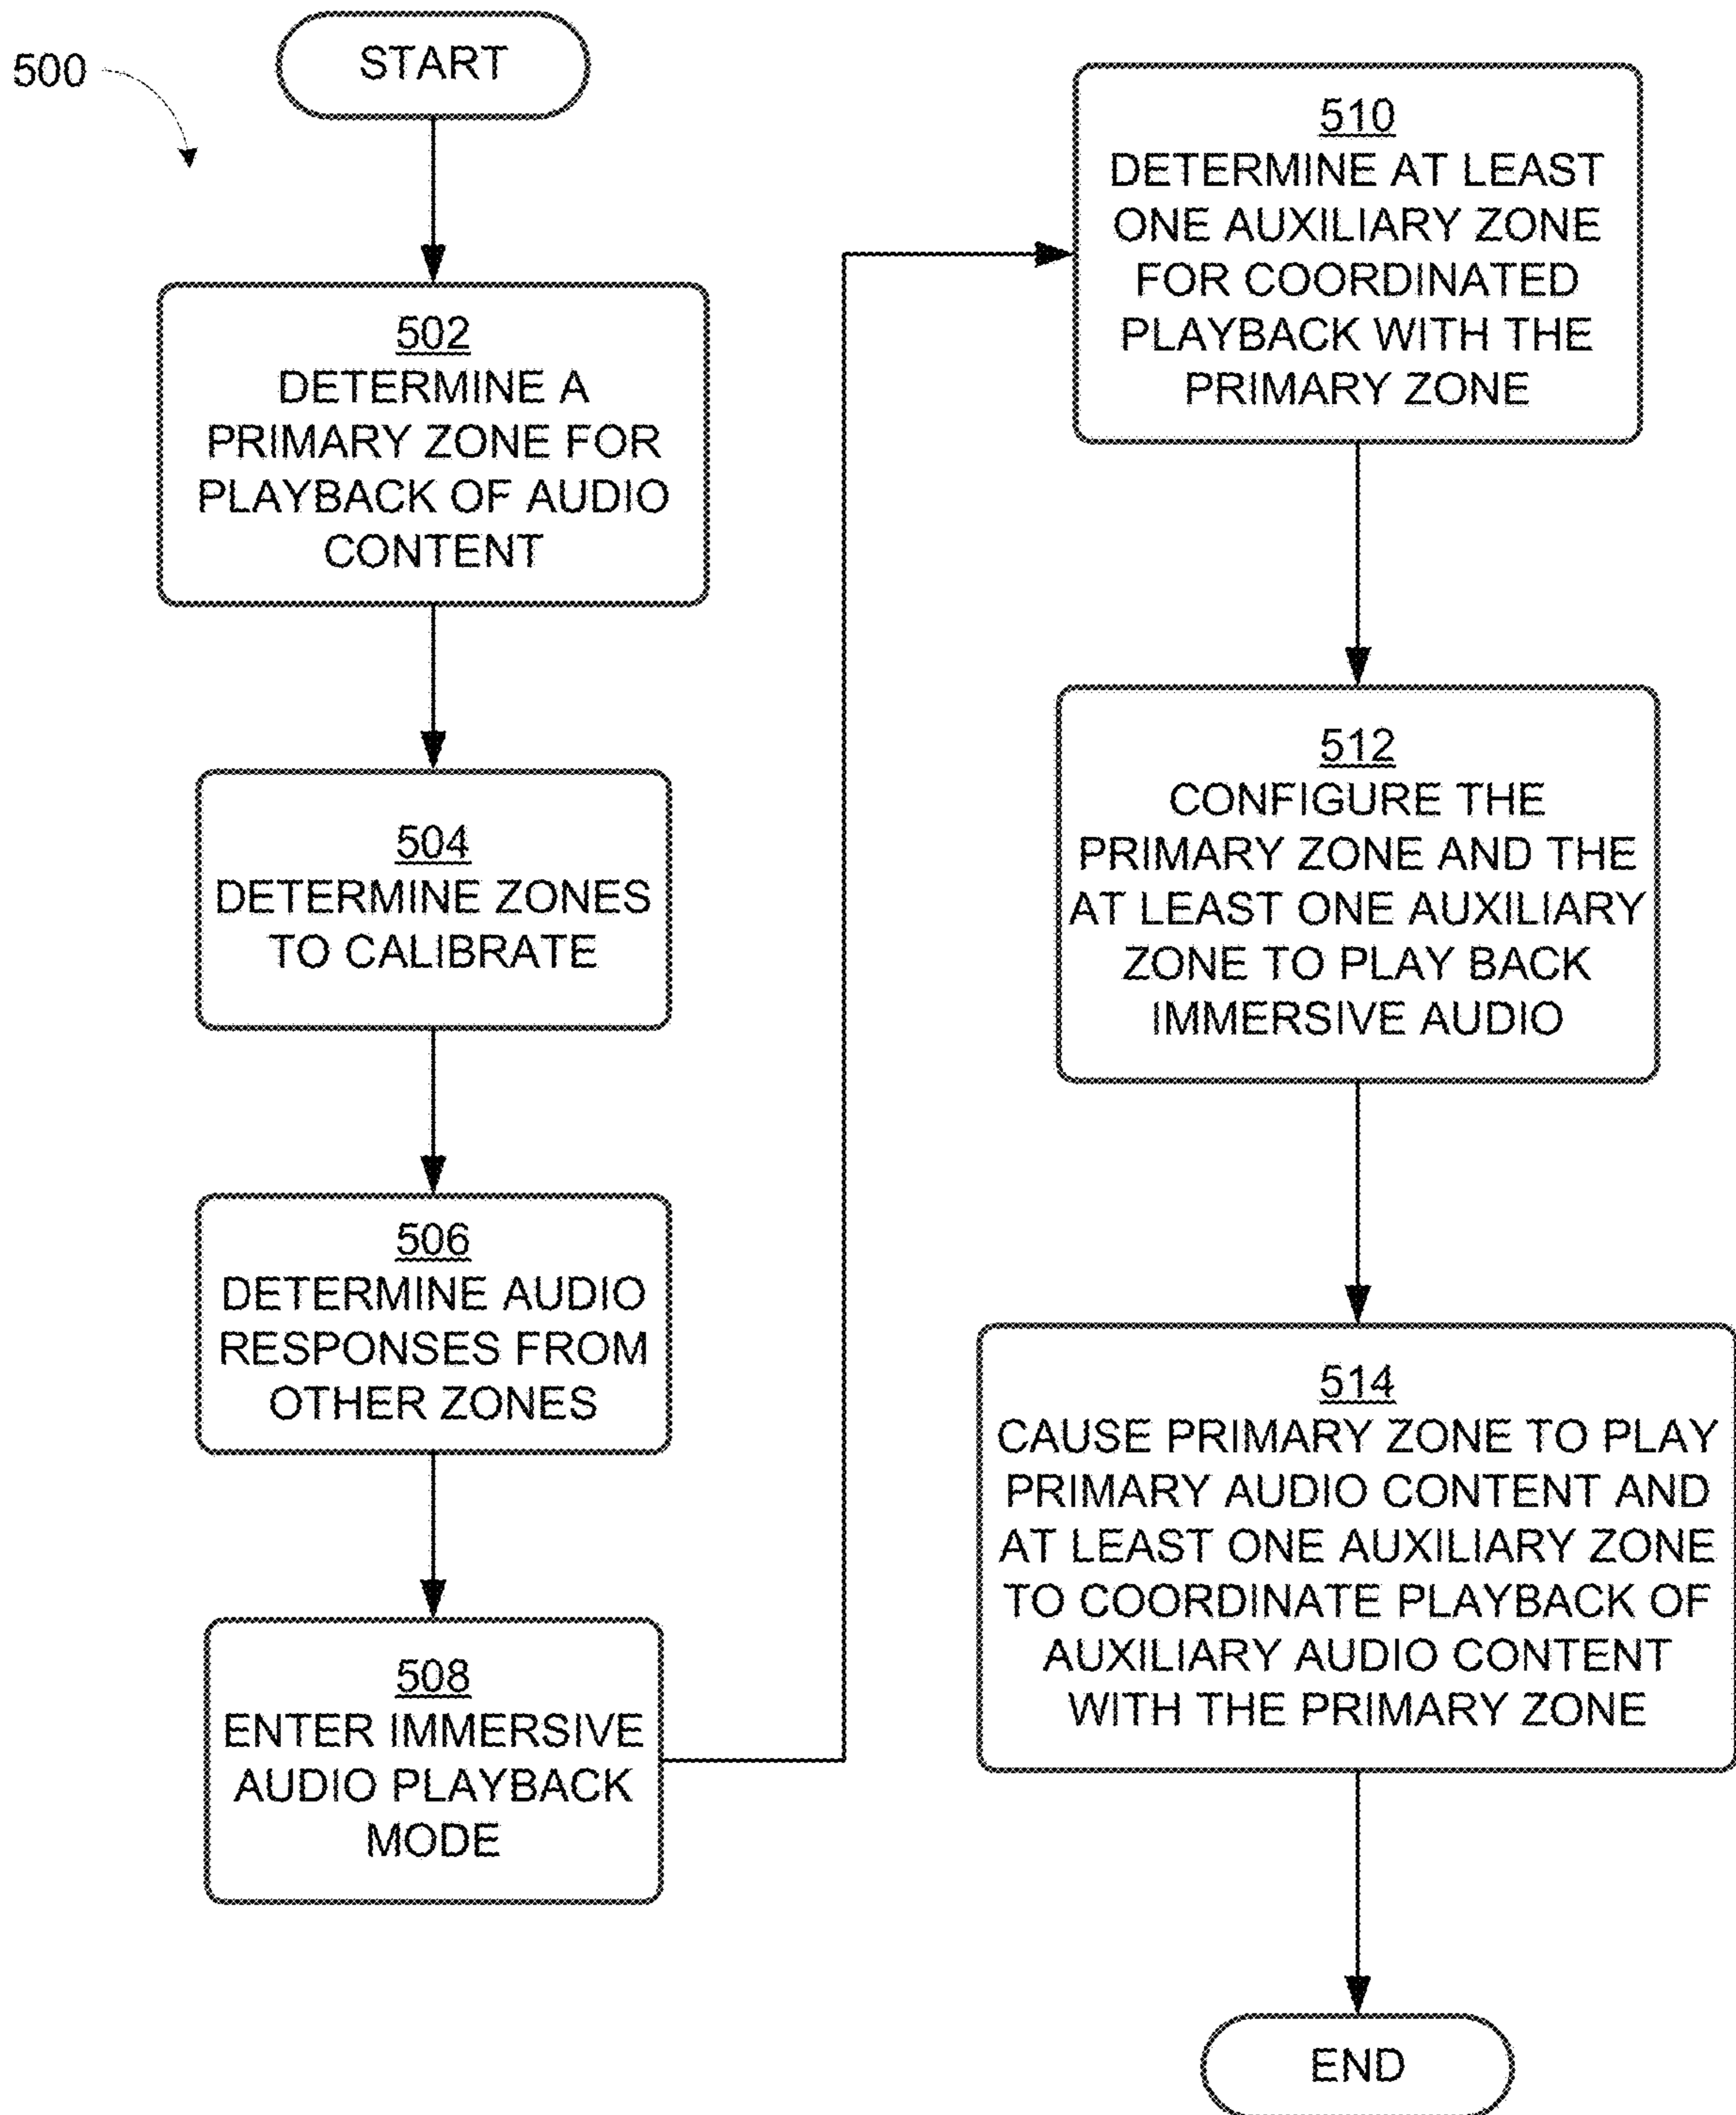 500
START
502
DETERMINE A
PRIMARY ZONE FOR
PLAYBACK OF AUDIO
CONTENT
504
DETERMINE ZONES
TO CALIBRATE
506
DETERMINE AUDIO
RESPONSES FROM
OTHER ZONES
508
ENTER IMMERSIVE
AUDIO PLAYBACK
MODE
510
DETERMINE AT LEAST
ONE AUXILIARY ZONE
FOR COORDINATED
PLAYBACK WITH THE
PRIMARY ZONE
512
CONFIGURE THE
PRIMARY ZONE AND THE
AT LEAST ONE AUXILIARY
ZONE TO PLAY BACK
IMMERSIVE AUDIO
514
CAUSE PRIMARY ZONE TO PLAY
PRIMARY AUDIO CONTENT AND
AT LEAST ONE AUXILIARY ZONE
TO COORDINATE PLAYBACK OF
AUXILIARY AUDIO CONTENT
WITH THE PRIMARY ZONE
END